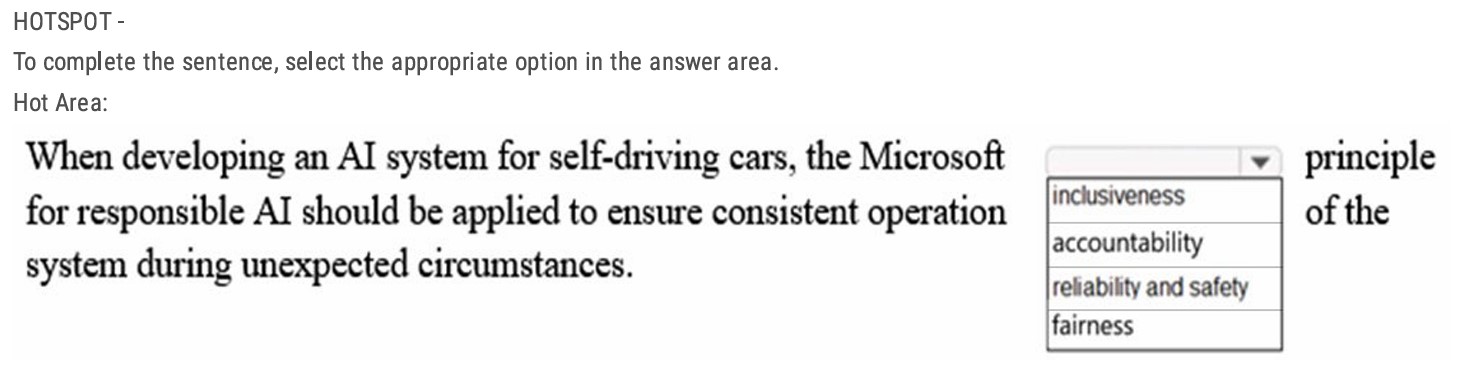 HOTSPOT -
To complete the sentence, select the appropriate option in the answer area.
Hot Area:
When developing an AI system for self-driving cars, the Microsoft principle
for responsible AI should be applied to ensure consistent operation of the
system during unexpected circumstances.
inclusiveness
accountability
reliability and safety
fairness